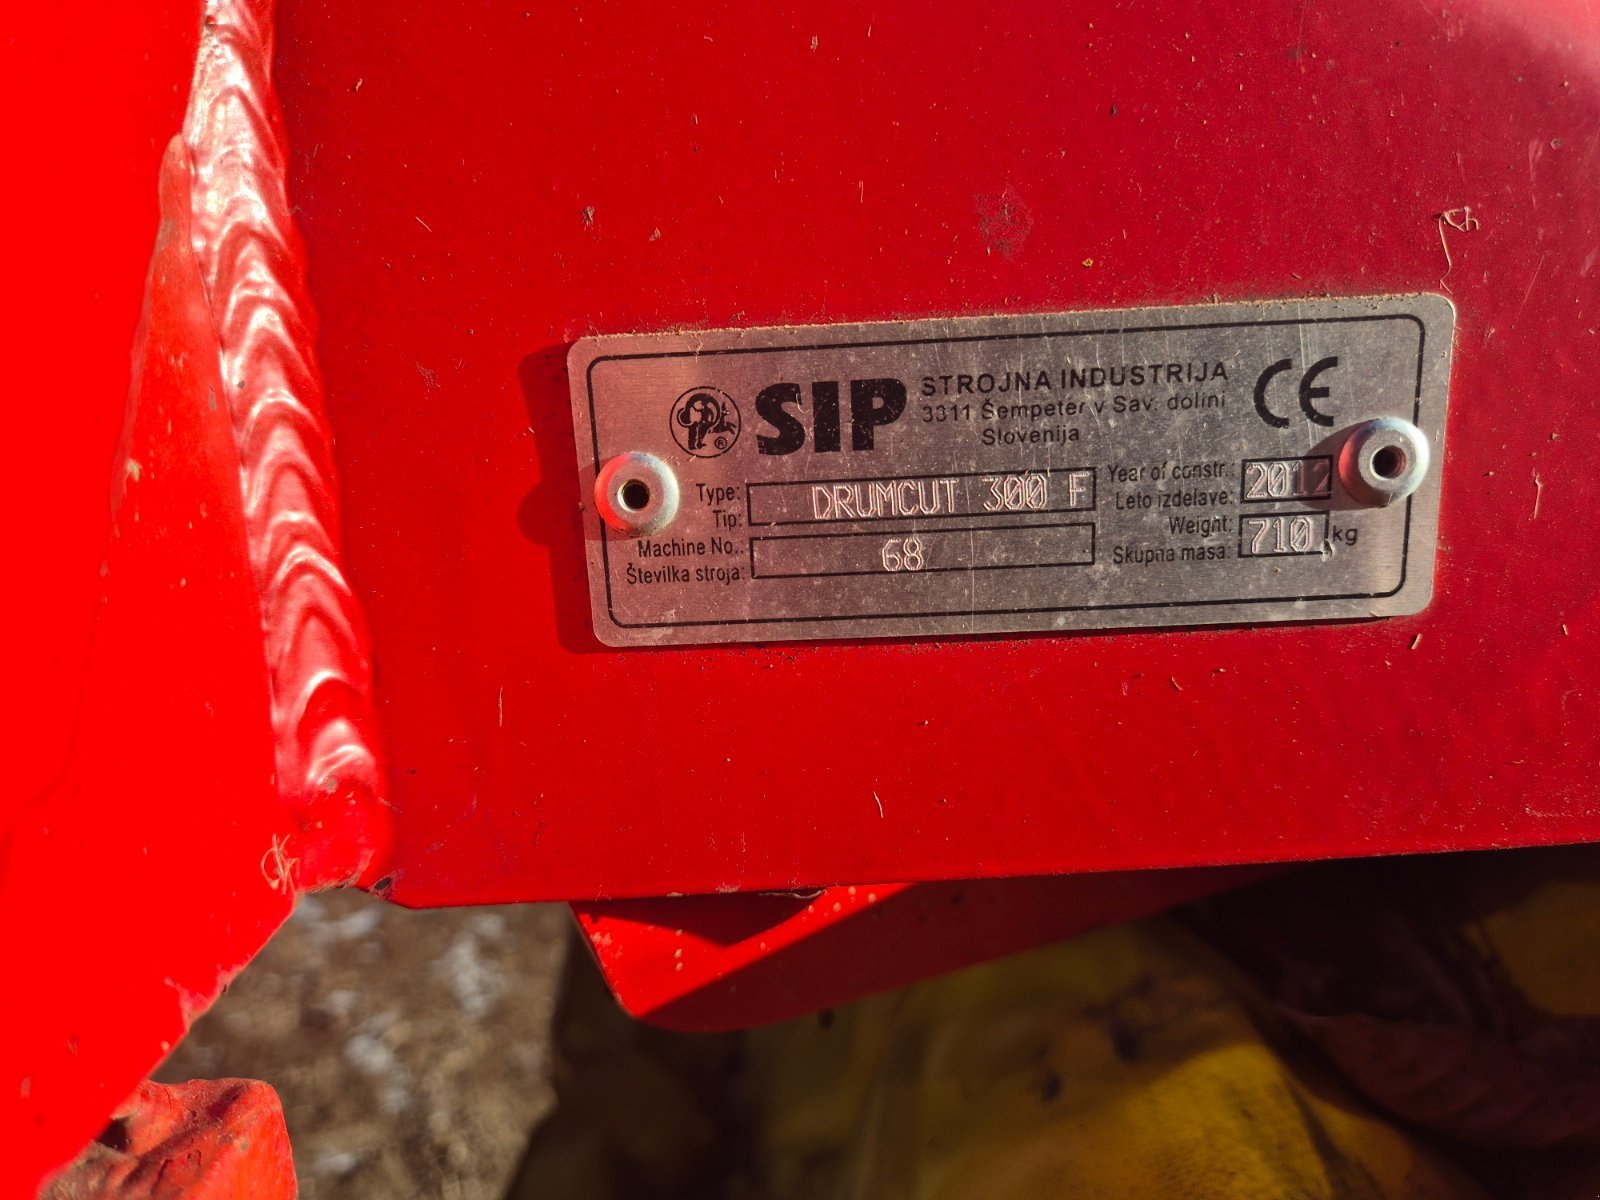 SIP STROJNA INDUSTRIJA CE
3311 Šempeter v Sav. dolini
Slovenija
®
Type: DRUMCUT 300 F
Tip:
Year of constr.: 2012
Leto izdelave:
Machine No.: 68
Številka stroja:
Weight: 710 kg
Skupna masa: